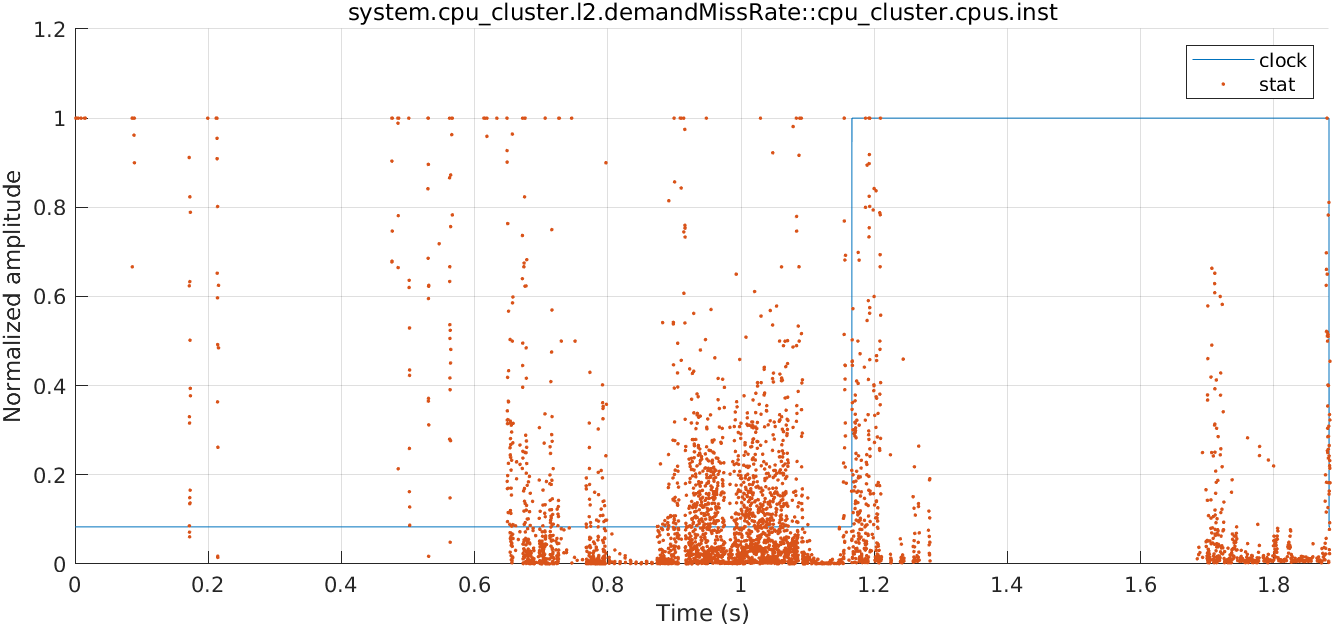 system.cpu_cluster.l2.demandMissRate::cpu_cluster.cpus.inst
1.2
1
0.8
0.6
0.4
0.2
0
Normalized amplitude
clock
stat
0 0.2 0.4 0.6 0.8 1 1.2 1.4 1.6 1.8
Time (s)